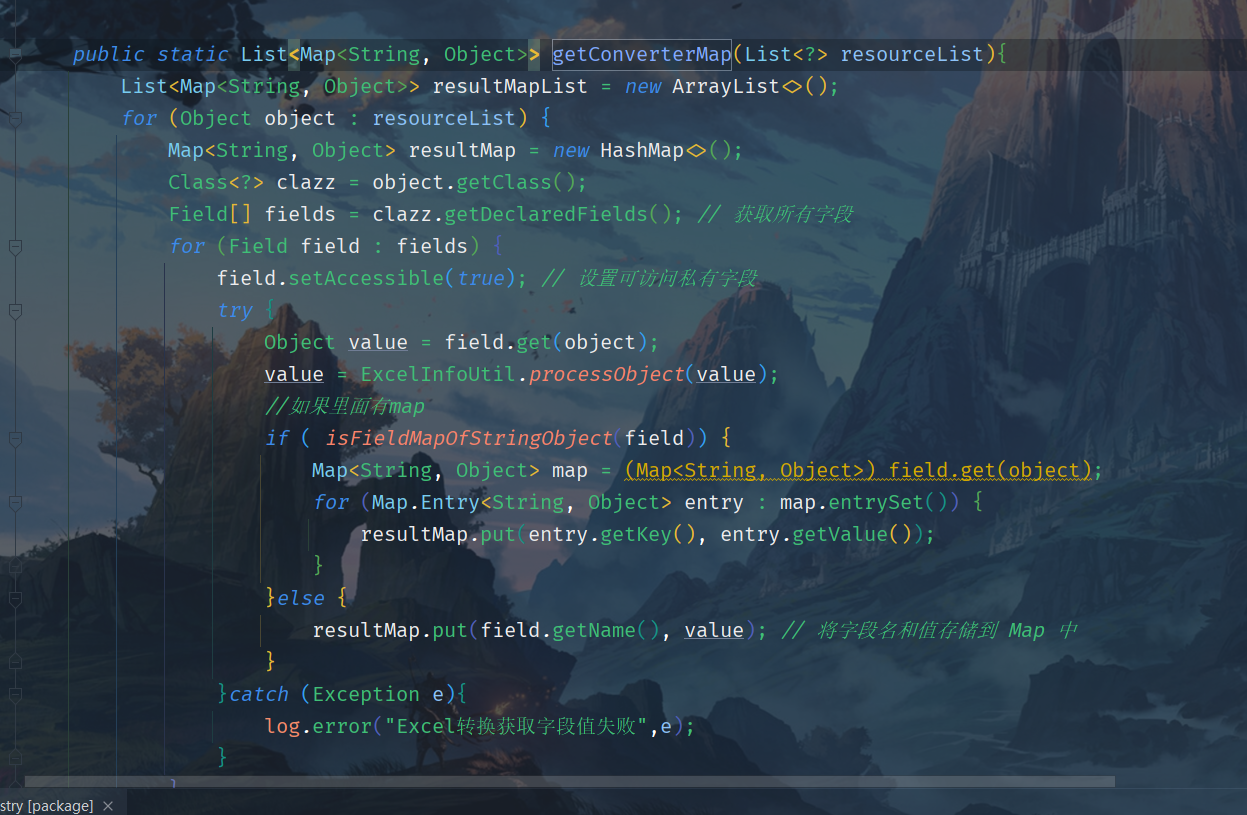 public static List<Map<String, Object>> getConverterMap(List<?> resourceList){
List<Map<String, Object>> resultMapList = new ArrayList<>();
for (Object object : resourceList) {
Map<String, Object> resultMap = new HashMap<>();
Class<?> clazz = object.getClass();
Field[] fields = clazz.getDeclaredFields(); // 获取所有字段
for (Field field : fields) {
field.setAccessible(true); // 设置可访问私有字段
try {
Object value = field.get(object);
value = ExcelInfoUtil.processObject(value);
//如果里面有map
if ( isFieldMapOfStringObject(field)) {
Map<String, Object> map = (Map<String, Object>) field.get(object);
for (Map.Entry<String, Object> entry : map.entrySet()) {
resultMap.put(entry.getKey(), entry.getValue());
}
}else {
resultMap.put(field.getName(), value); // 将字段名和值存储到 Map 中
}
}catch (Exception e){
log.error("Excel转换获取字段值失败",e);
}
stry [package] ×